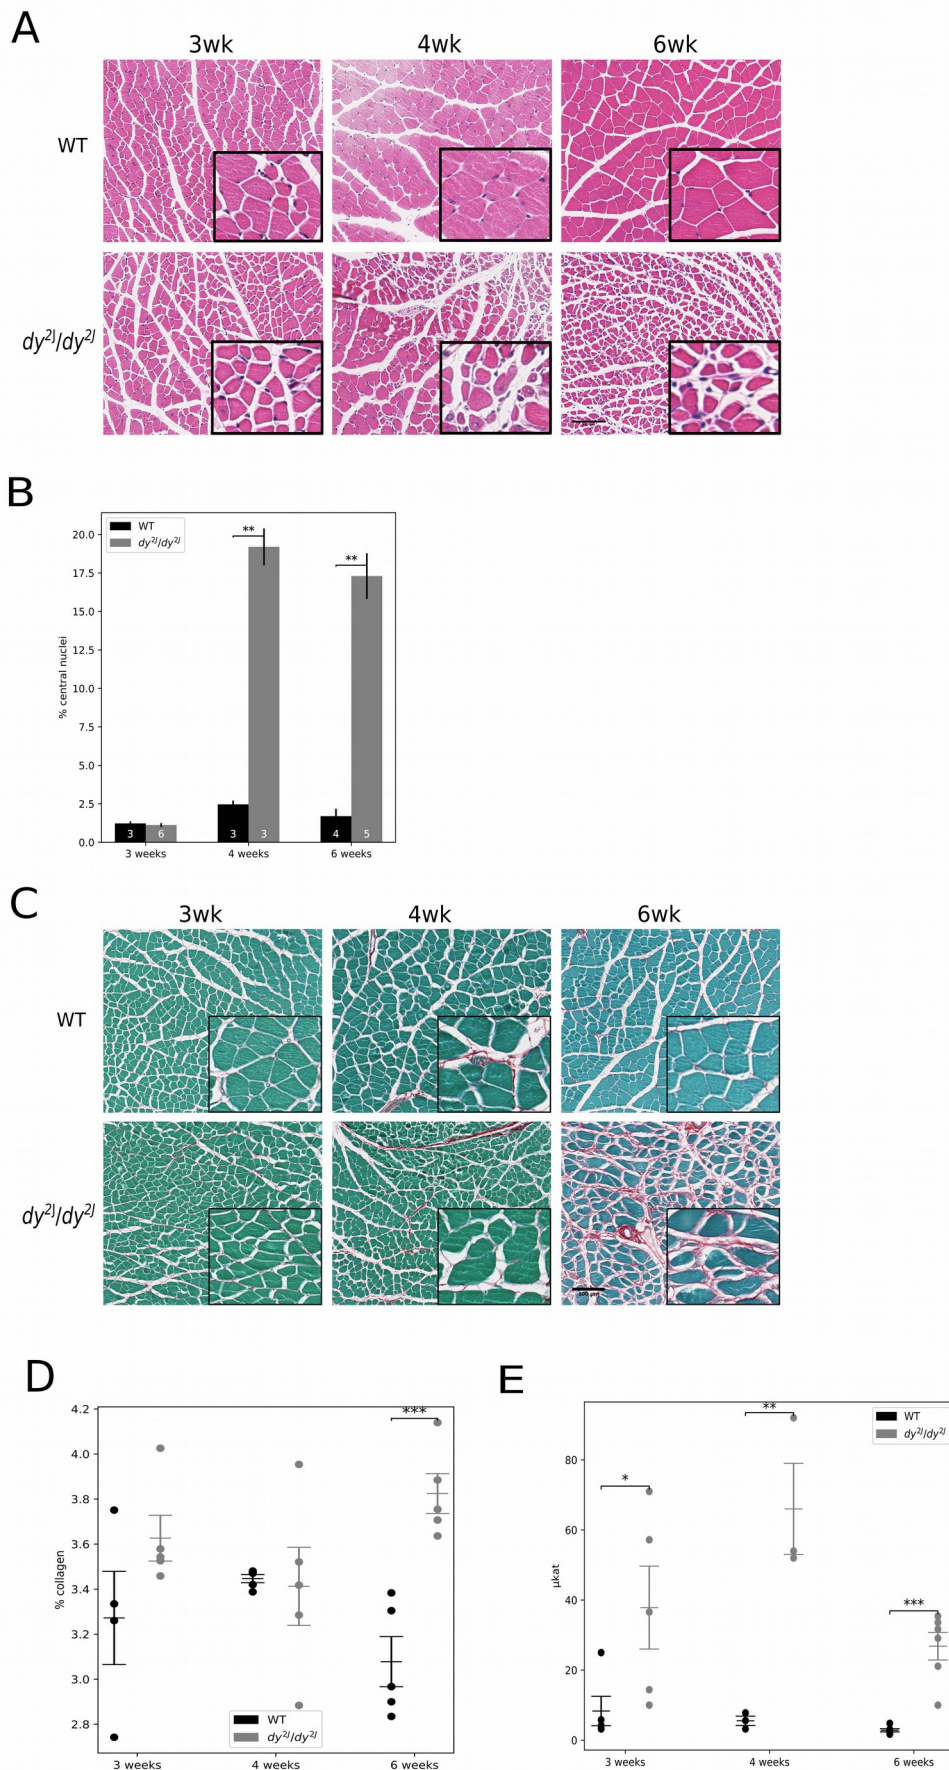 A
3wk 4wk 6wk
WT
dy²ᴶ/dy²ᴶ
B
WT
dy²ᴶ/dy²ᴶ
**
**
20.0
17.5
15.0
12.5
10.0
7.5
5.0
2.5
0.0
% central nuclei
3 6 3 3 4 5
3 weeks 4 weeks 6 weeks
C
3wk 4wk 6wk
WT
dy²ᴶ/dy²ᴶ
100 µm
D
***
4.2
4.0
3.8
3.6
3.4
3.2
3.0
2.8
% collagen
WT
dy²ᴶ/dy²ᴶ
3 weeks 4 weeks 6 weeks
E
WT
dy²ᴶ/dy²ᴶ
* ** ***
80
60
40
20
0
µkat
3 weeks 4 weeks 6 weeks